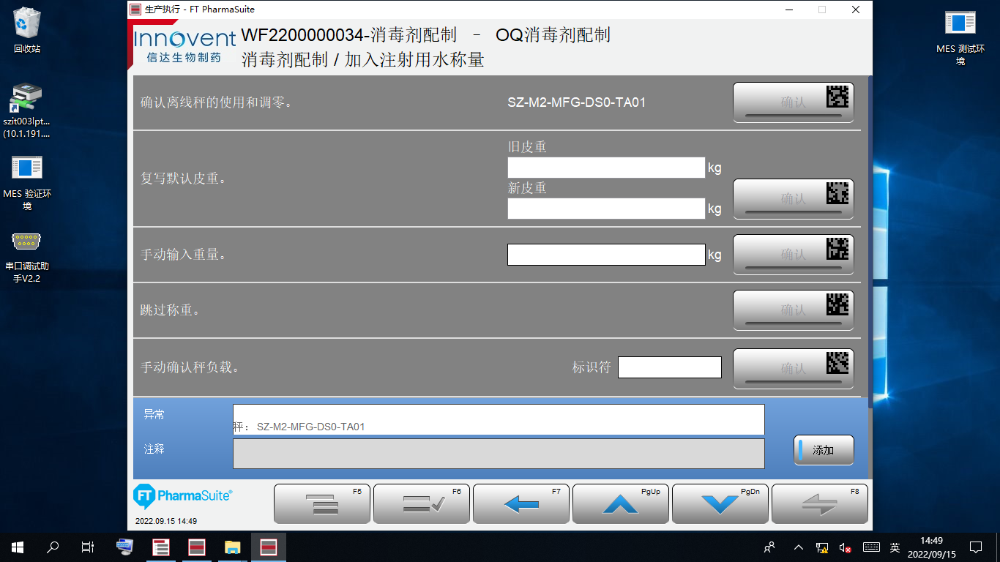 生产执行 - FT PharmaSuite
回收站
szit003lpt...
(10.1.191....
MES 验证环
境
串口调试助
手V2.2
MES 测试环
境
Innovent
信达生物制药
WF2200000034-消毒剂配制 – OQ消毒剂配制
消毒剂配制 / 加入注射用水称量
确认离线秤的使用和调零。 SZ-M2-MFG-DS0-TA01 确认
旧皮重
kg
复写默认皮重。
新皮重
kg 确认
手动输入重量。 kg 确认
跳过称重。 确认
手动确认秤负载。 标识符 确认
异常
秤： SZ-M2-MFG-DS0-TA01
注释
添加
FT PharmaSuite®
2022.09.15 14:49
F5 F6 F7 PgUp PgDn F8
英
14:49
2022/09/15